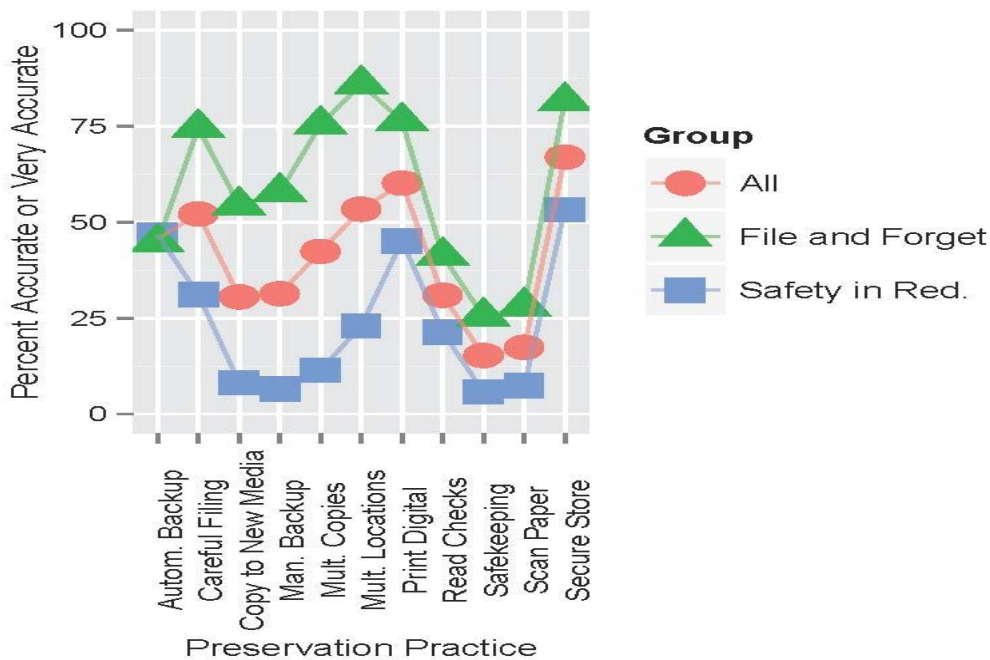 Percent Accurate or Very Accurate
100
75
50
25
0
Autom. Backup
Careful Filing
Copy to New Media
Man. Backup
Mult. Copies
Mult. Locations
Print Digital
Read Checks
Safekeeping
Scan Paper
Secure Store
Preservation Practice
Group
All
File and Forget
Safety in Red.